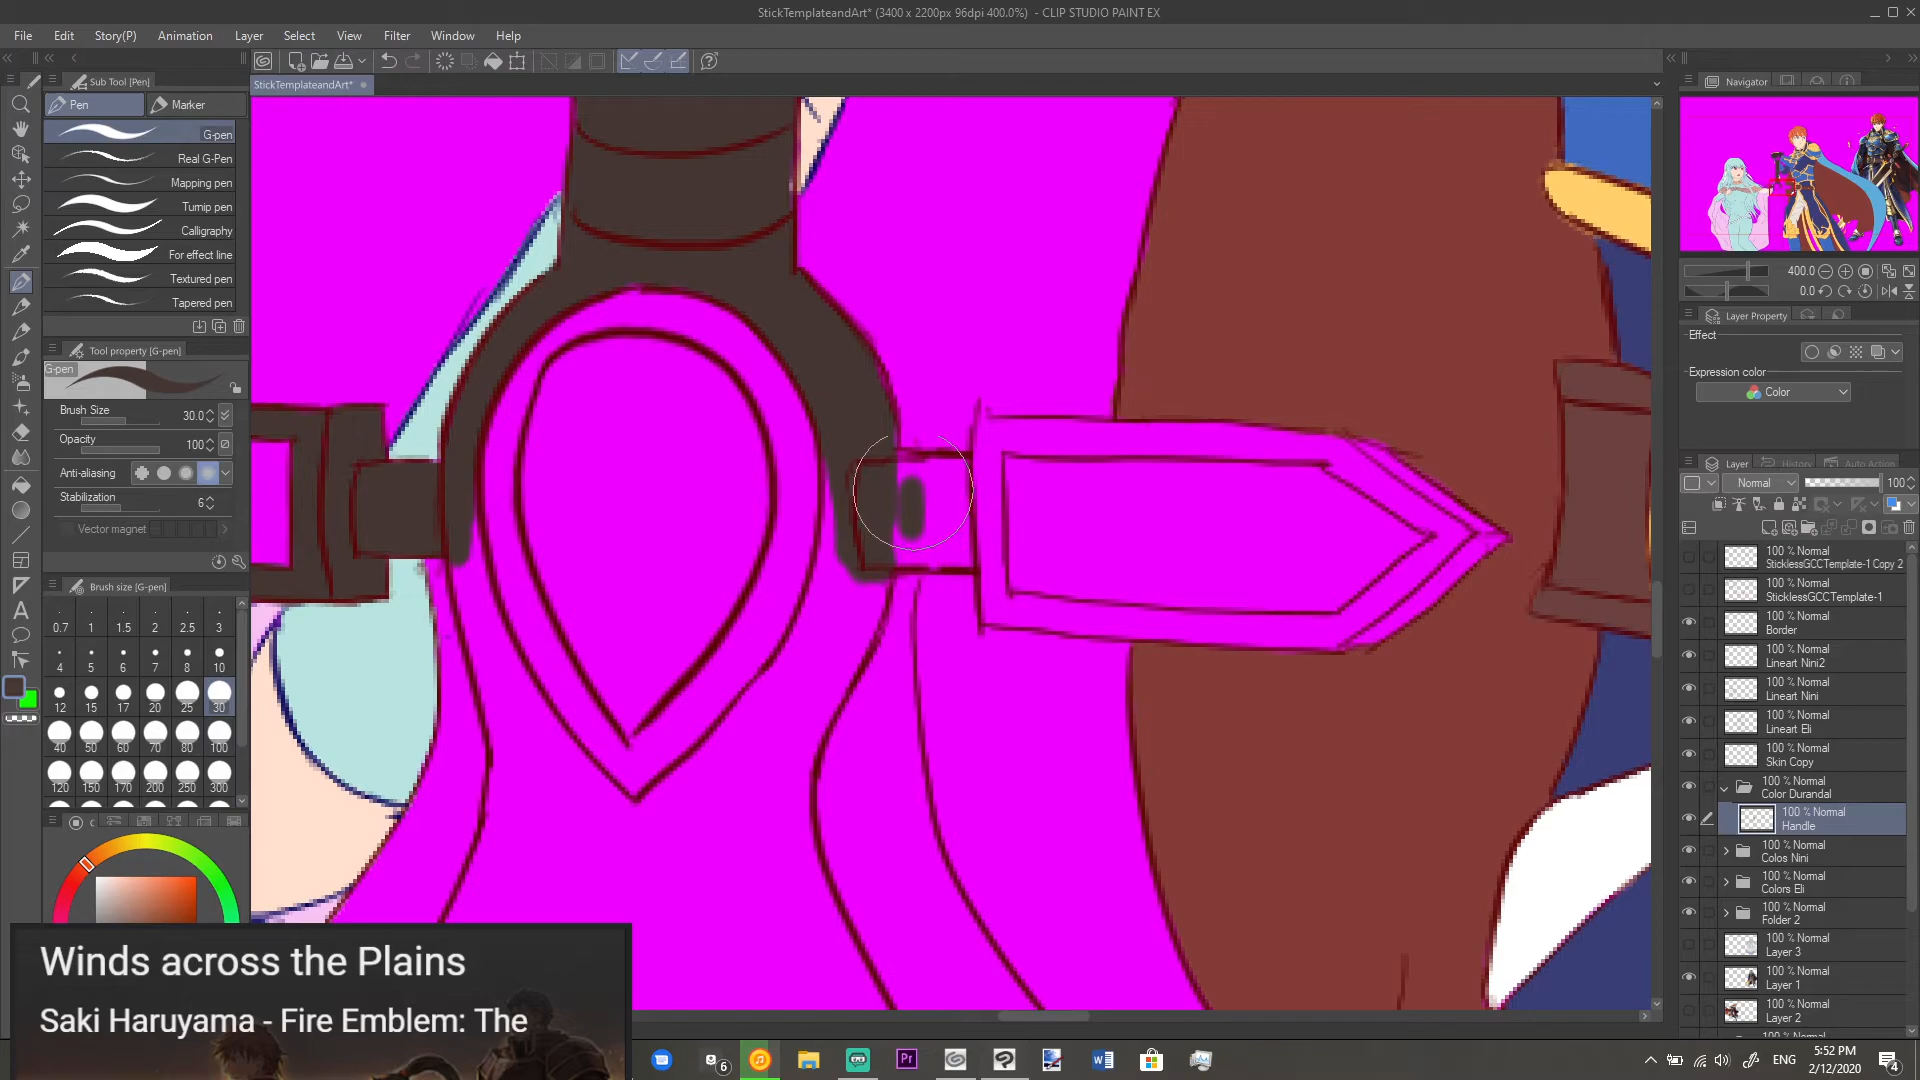 StickTemplateandArt* (3400 x 2200px 96dpi 400.0%) - CLIP STUDIO PAINT EX
File Edit Story(P) Animation Layer Select View Filter Window Help
Sub Tool [Pen]
StickTemplateandArt*
Navigator
Pen Marker
G-pen
Real G-Pen
Mapping pen
Turnip pen
Calligraphy
For effect line
Textured pen
Tapered pen
Tool property [G-pen]
G-pen
Brush Size 30.0
Opacity 100
Anti-aliasing
Stabilization 6
Vector magnet
Brush size [G-pen]
0.7 1 1.5 2 2.5 3
4 5 6 7 8 10
12 15 17 20 25 30
40 50 60 70 80 100
120 150 170 200 250 300
400.0
0.0
Layer Property
Effect
Expression color
Color
Layer History Auto Action
Normal 100
100 % Normal
SticklessGCCTemplate-1 Copy 2
100 % Normal
SticklessGCCTemplate-1
100 % Normal
Border
100 % Normal
Lineart Nini2
100 % Normal
Lineart Nini
100 % Normal
Lineart Eli
100 % Normal
Skin Copy
100 % Normal
Color Durandal
100 % Normal
Handle
100 % Normal
Colos Nini
100 % Normal
Colors Eli
100 % Normal
Folder 2
100 % Normal
Layer 3
100 % Normal
Layer 1
100 % Normal
Layer 2
Winds across the Plains
Saki Haruyama - Fire Emblem: The
6
Pr
ENG
5:52 PM
2/12/2020
4